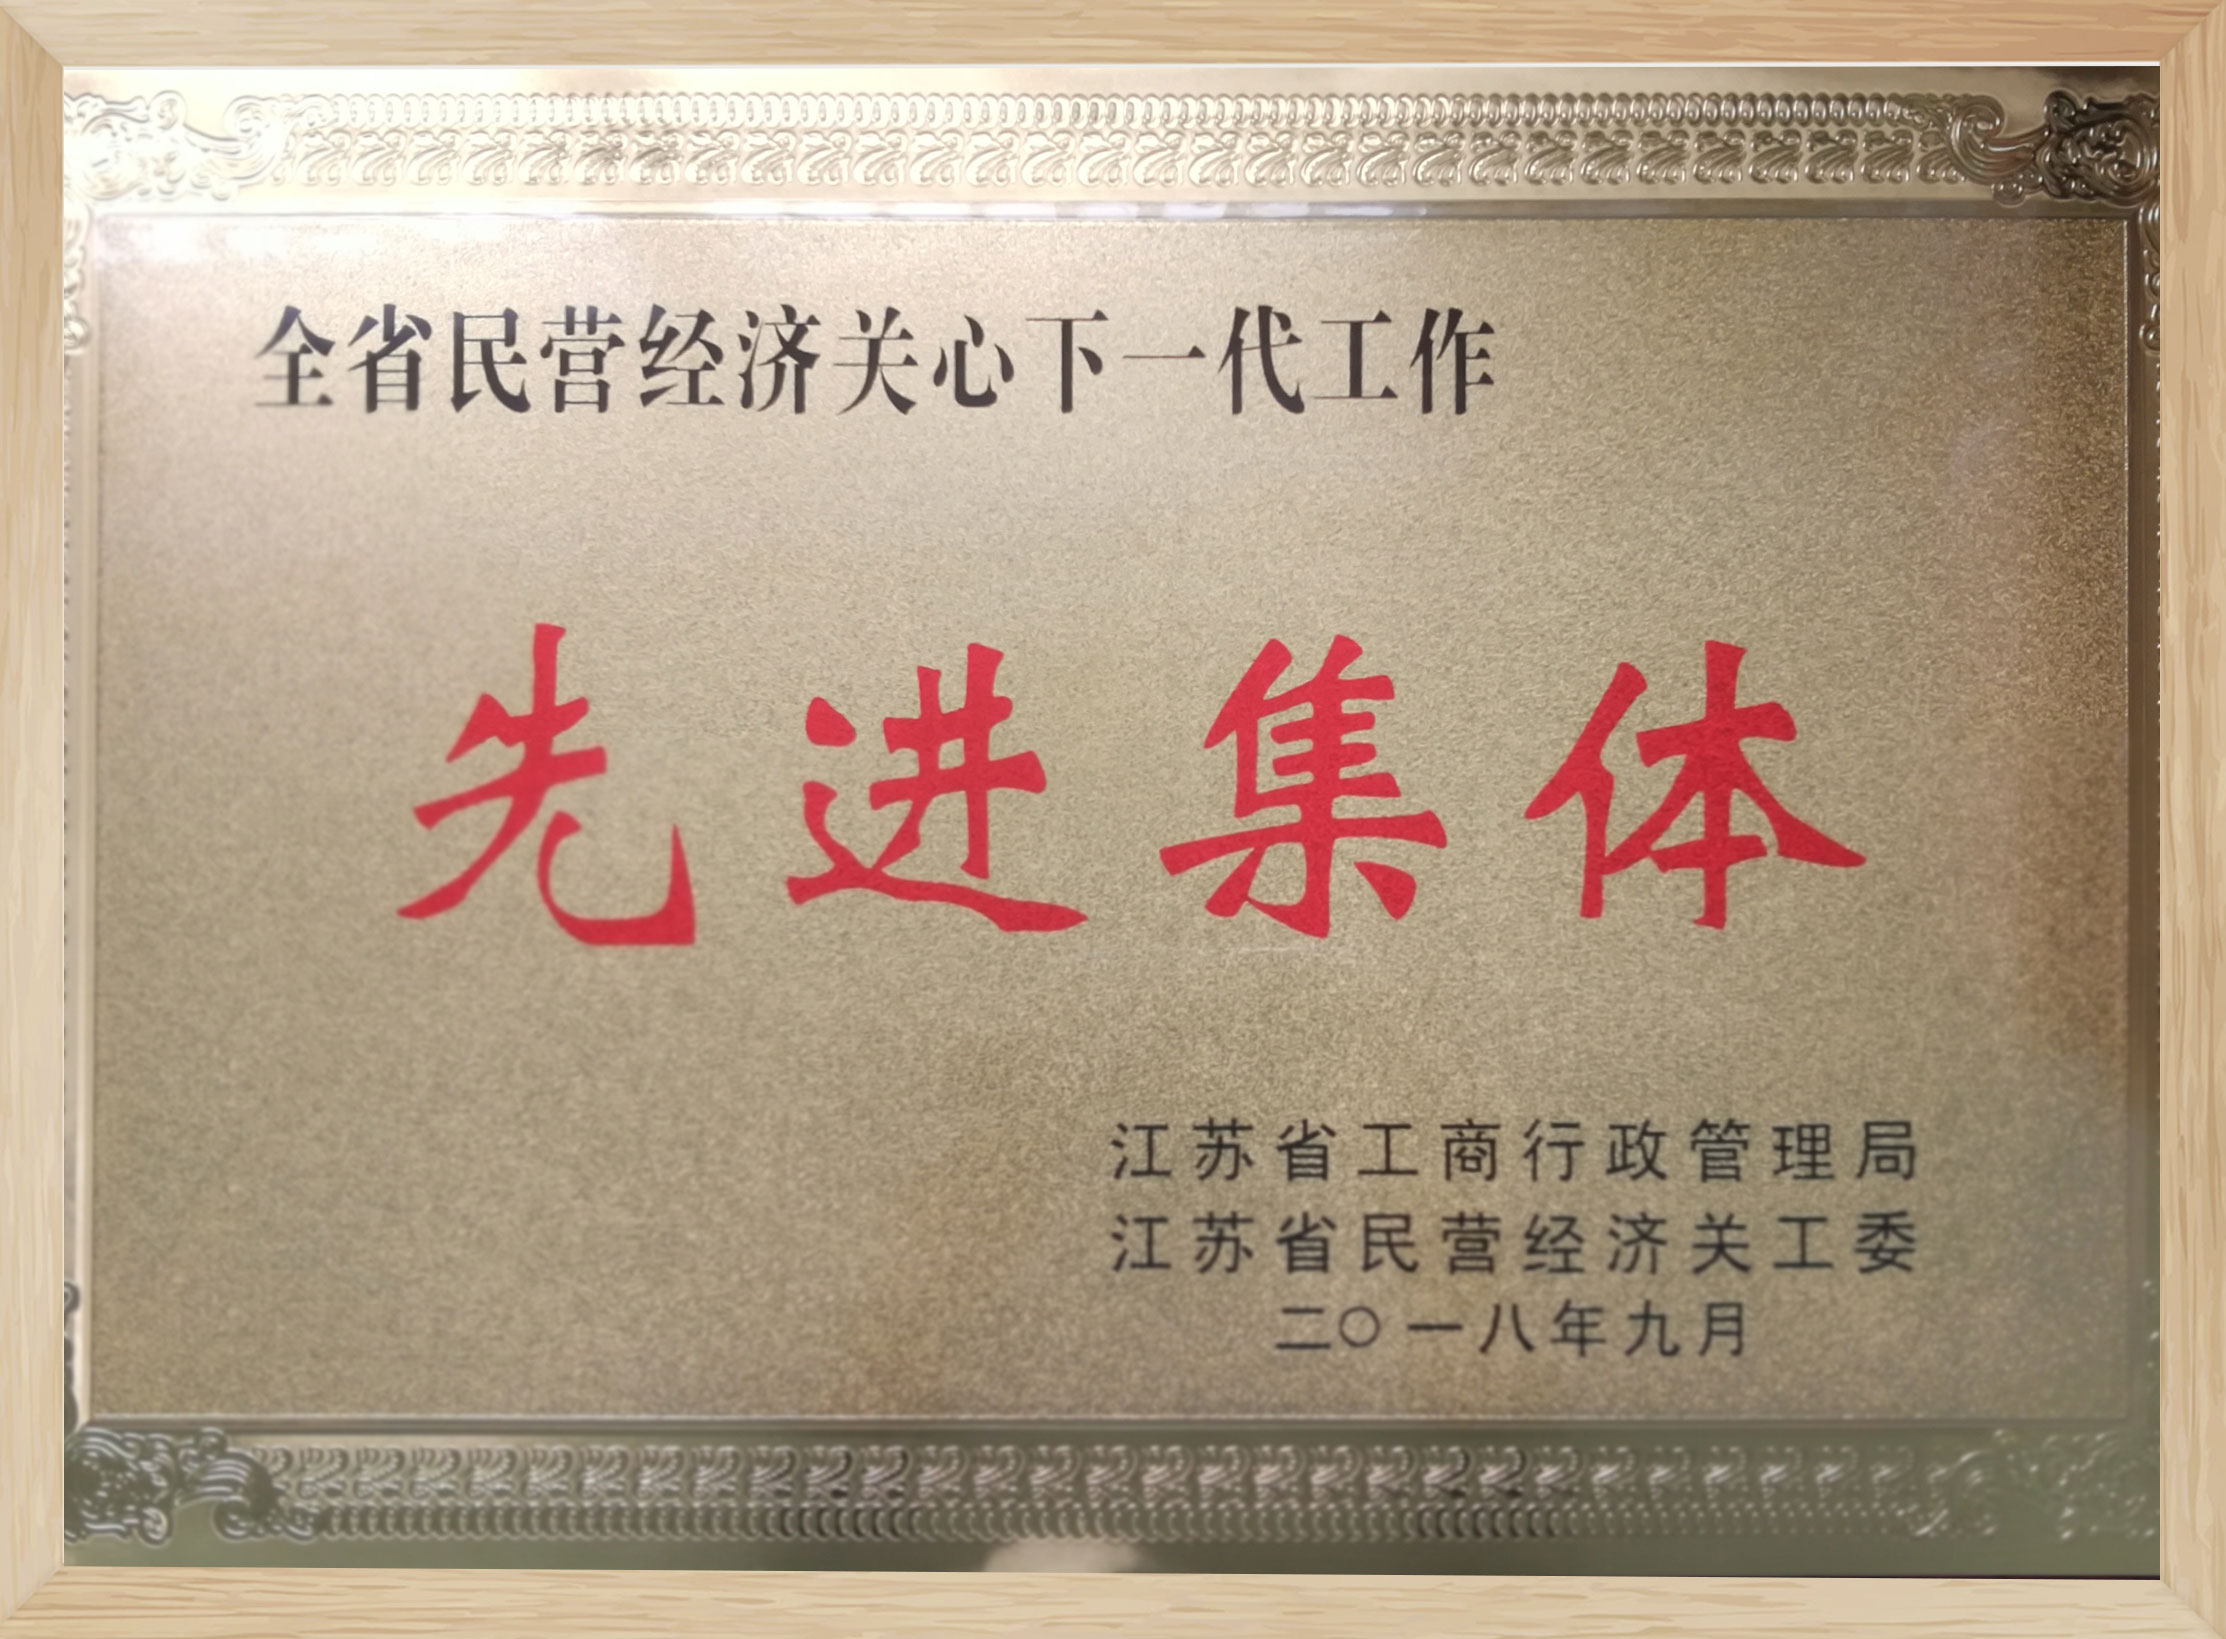 全省民营经济关心下一代工作
先进集体
江苏省工商行政管理局
江苏省民营经济关工委
二〇一八年九月